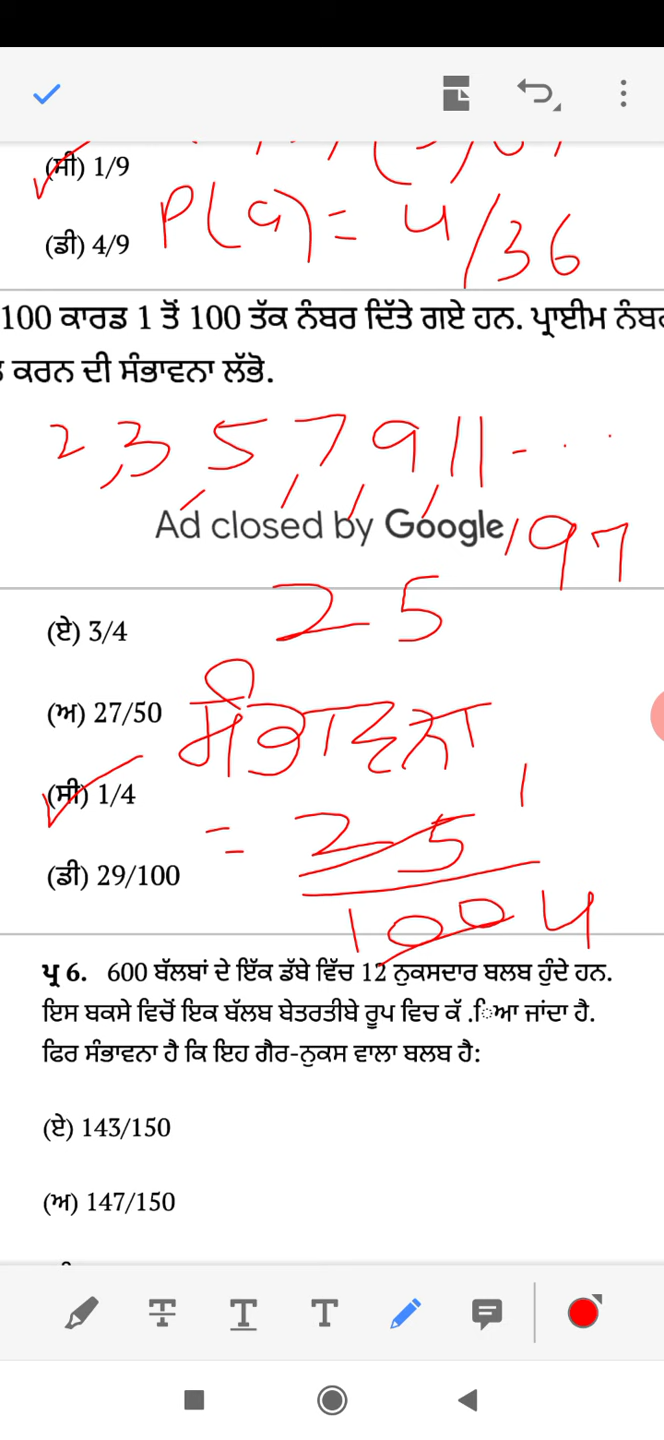 (ਸੀ) 1/9
P(9) = 4/36
(ਡੀ) 4/9
100 ਕਾਰਡ 1 ਤੋਂ 100 ਤੱਕ ਨੰਬਰ ਦਿੱਤੇ ਗਏ ਹਨ. ਪ੍ਰਾਈਮ ਨੰਬਰ
ਕਰਨ ਦੀ ਸੰਭਾਵਨਾ ਲੱਭੋ.
2,3,5,7,9,11-...
Ad closed by Google
,97
25
(ਏ) 3/4
(ਅ) 27/50
ਸੰਭਾਵਨਾ
(ਸੀ) 1/4
= 25 1
(ਡੀ) 29/100
100 4
ਪ੍ਰ 6. 600 ਬੱਲਬਾਂ ਦੇ ਇੱਕ ਡੱਬੇ ਵਿੱਚ 12 ਨੁਕਸਦਾਰ ਬਲਬ ਹੁੰਦੇ ਹਨ.
ਇਸ ਬਕਸੇ ਵਿਚੋਂ ਇਕ ਬੱਲਬ ਬੇਤਰਤੀਬੇ ਰੂਪ ਵਿਚ ਕੱ .ਿਆ ਜਾਂਦਾ ਹੈ.
ਫਿਰ ਸੰਭਾਵਨਾ ਹੈ ਕਿ ਇਹ ਗੈਰ-ਨੁਕਸ ਵਾਲਾ ਬਲਬ ਹੈ:
(ਏ) 143/150
(ਅ) 147/150